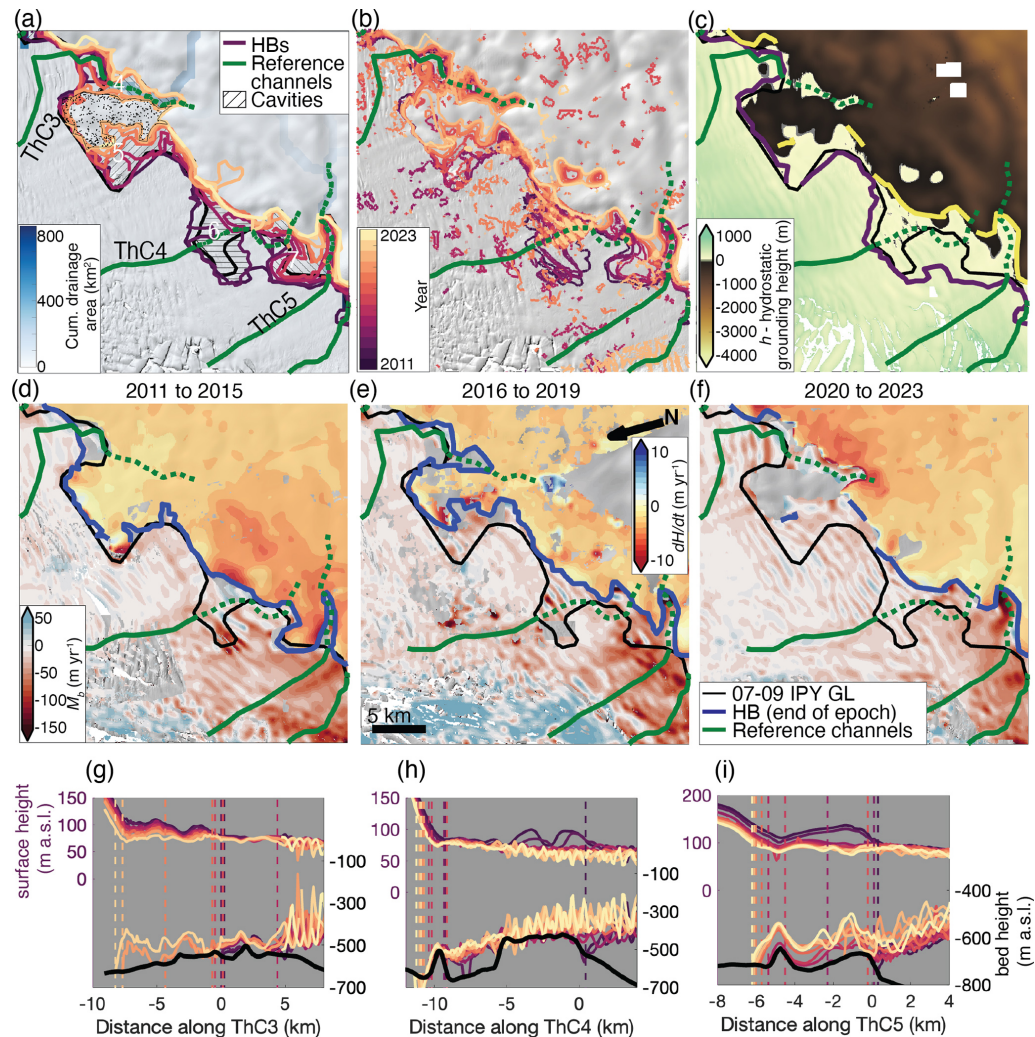 (a)
HBs
Reference
channels
Cavities
4
5
ThC3
ThC4
ThC5
800
400
0
Cum. drainage
area (km²)
(b)
2023
2011
Year
(c)
1000
0
-1000
-2000
-3000
-4000
h - hydrostatic
grounding height (m)
(d)
2011 to 2015
50
0
-50
-100
-150
Ṁb (m yr⁻¹)
(e)
2016 to 2019
N
10
0
-10
dH/dt (m yr⁻¹)
5 km
(f)
2020 to 2023
07-09 IPY GL
HB (end of epoch)
Reference channels
(g)
surface height
(m a.s.l.)
150
100
50
0
-100
-300
-500
-700
-10
-5
0
5
Distance along ThC3 (km)
(h)
150
100
50
0
-100
-300
-500
-700
-10
-5
0
Distance along ThC4 (km)
(i)
200
100
0
-400
-600
-800
bed height
(m a.s.l.)
-8
-6
-4
-2
0
2
4
Distance along ThC5 (km)